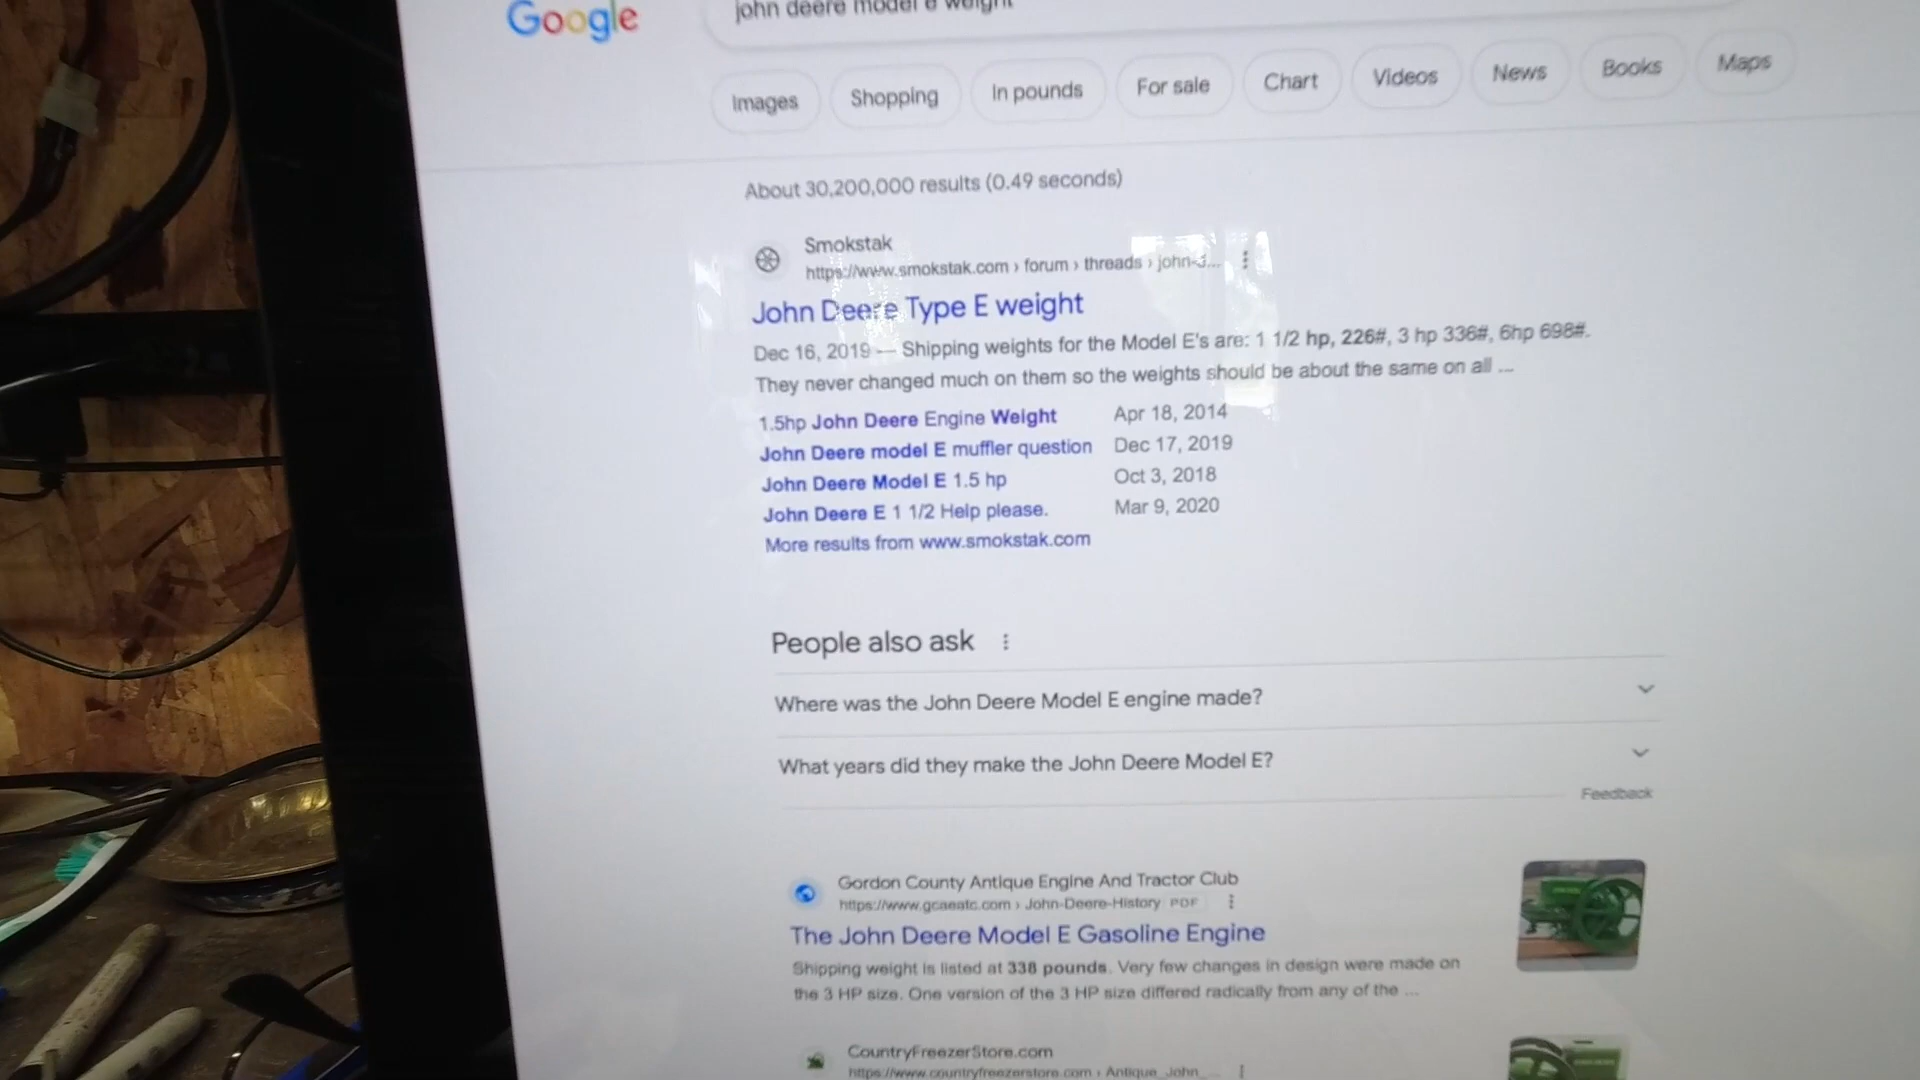 Google
john deere model e weight
Images Shopping In pounds For sale Chart Videos News Books Maps
About 30,200,000 results (0.49 seconds)
Smokstak
https://www.smokstak.com › forum › threads › john-d...
John Deere Type E weight
Dec 16, 2019 — Shipping weights for the Model E's are: 1 1/2 hp, 226#, 3 hp 336#, 6hp 698#.
They never changed much on them so the weights should be about the same on all ...
1.5hp John Deere Engine Weight Apr 18, 2014
John Deere model E muffler question Dec 17, 2019
John Deere Model E 1.5 hp Oct 3, 2018
John Deere E 1 1/2 Help please. Mar 9, 2020
More results from www.smokstak.com
People also ask
Where was the John Deere Model E engine made?
What years did they make the John Deere Model E?
Feedback
Gordon County Antique Engine And Tractor Club
https://www.gcaeatc.com › John-Deere-History PDF
The John Deere Model E Gasoline Engine
Shipping weight is listed at 338 pounds. Very few changes in design were made on
the 3 HP size. One version of the 3 HP size differed radically from any of the ...
CountryFreezerStore.com
https://www.countryfreezerstore.com › Antique_John_...